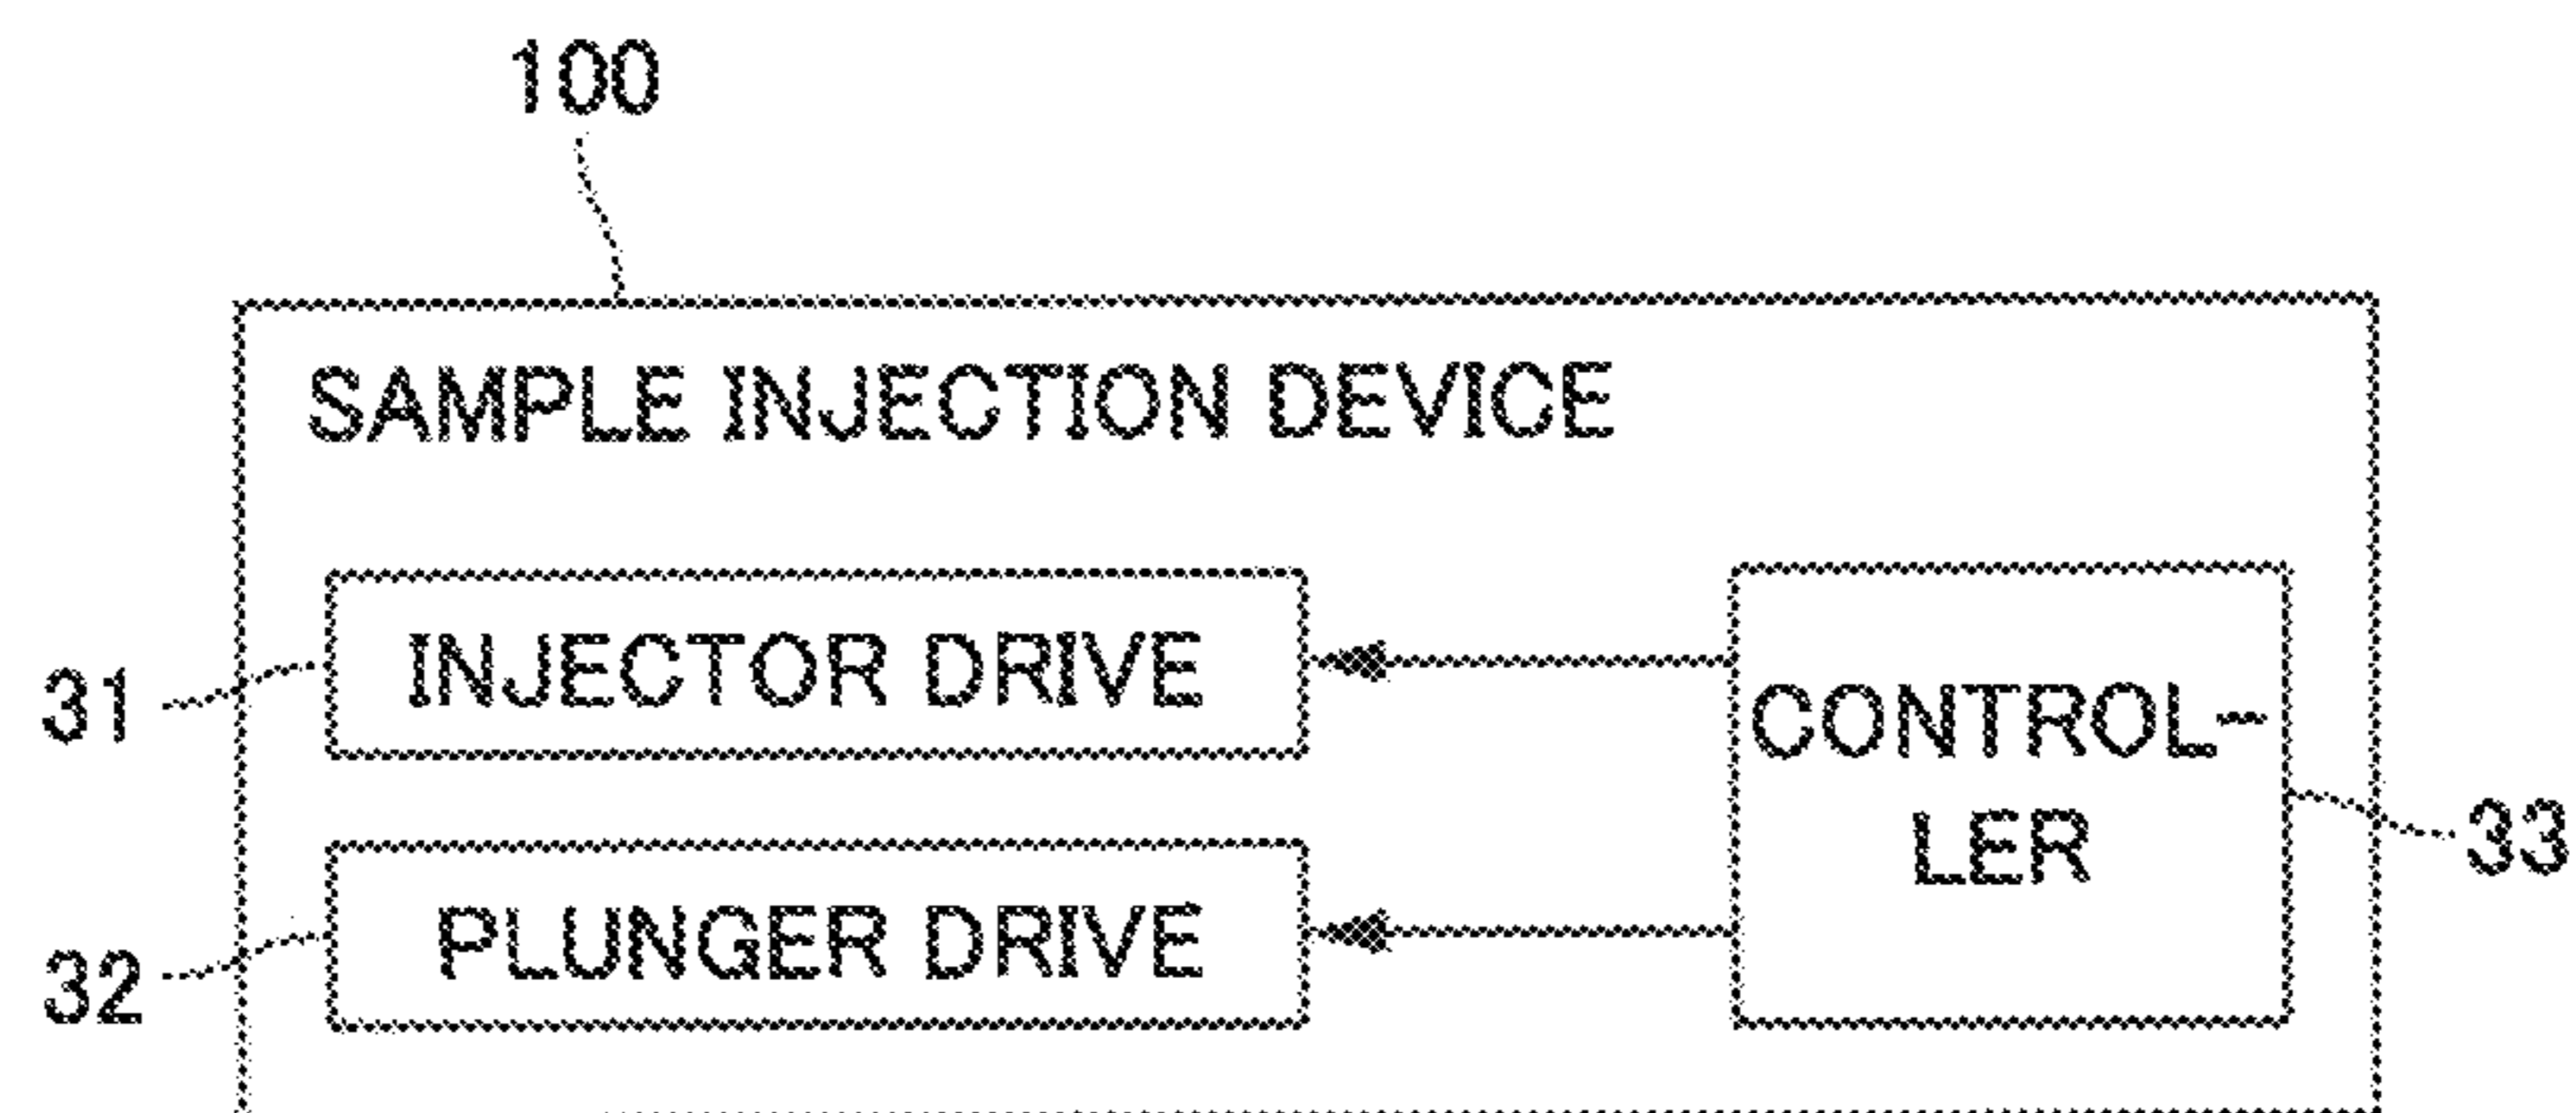 100
SAMPLE INJECTION DEVICE
31
INJECTOR DRIVE
CONTROL-
LER
33
32
PLUNGER DRIVE